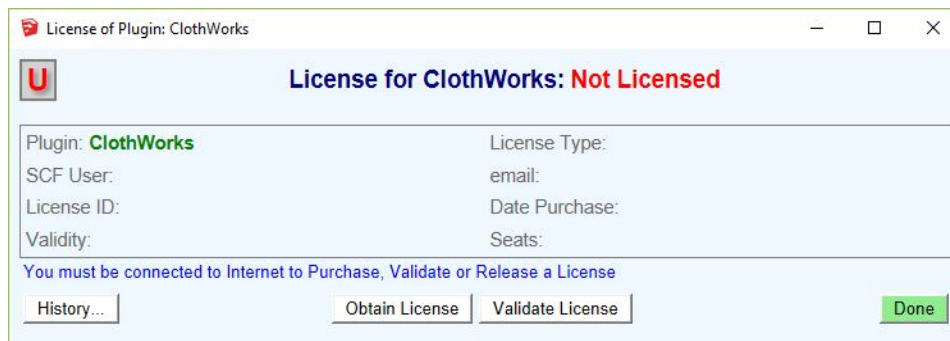 License of Plugin: ClothWorks
U
License for ClothWorks: Not Licensed
Plugin: ClothWorks License Type:
SCF User: email:
License ID: Date Purchase:
Validity: Seats:
You must be connected to Internet to Purchase, Validate or Release a License
History... Obtain License Validate License Done